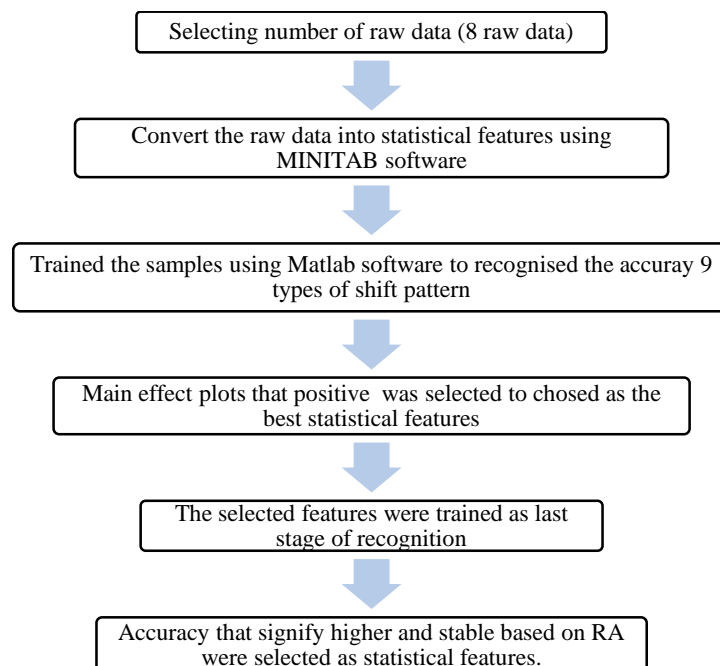 Selecting number of raw data (8 raw data)
Convert the raw data into statistical features using
MINITAB software
Trained the samples using Matlab software to recognised the accuray 9
types of shift pattern
Main effect plots that positive was selected to chosed as the
best statistical features
The selected features were trained as last
stage of recognition
Accuracy that signify higher and stable based on RA
were selected as statistical features.